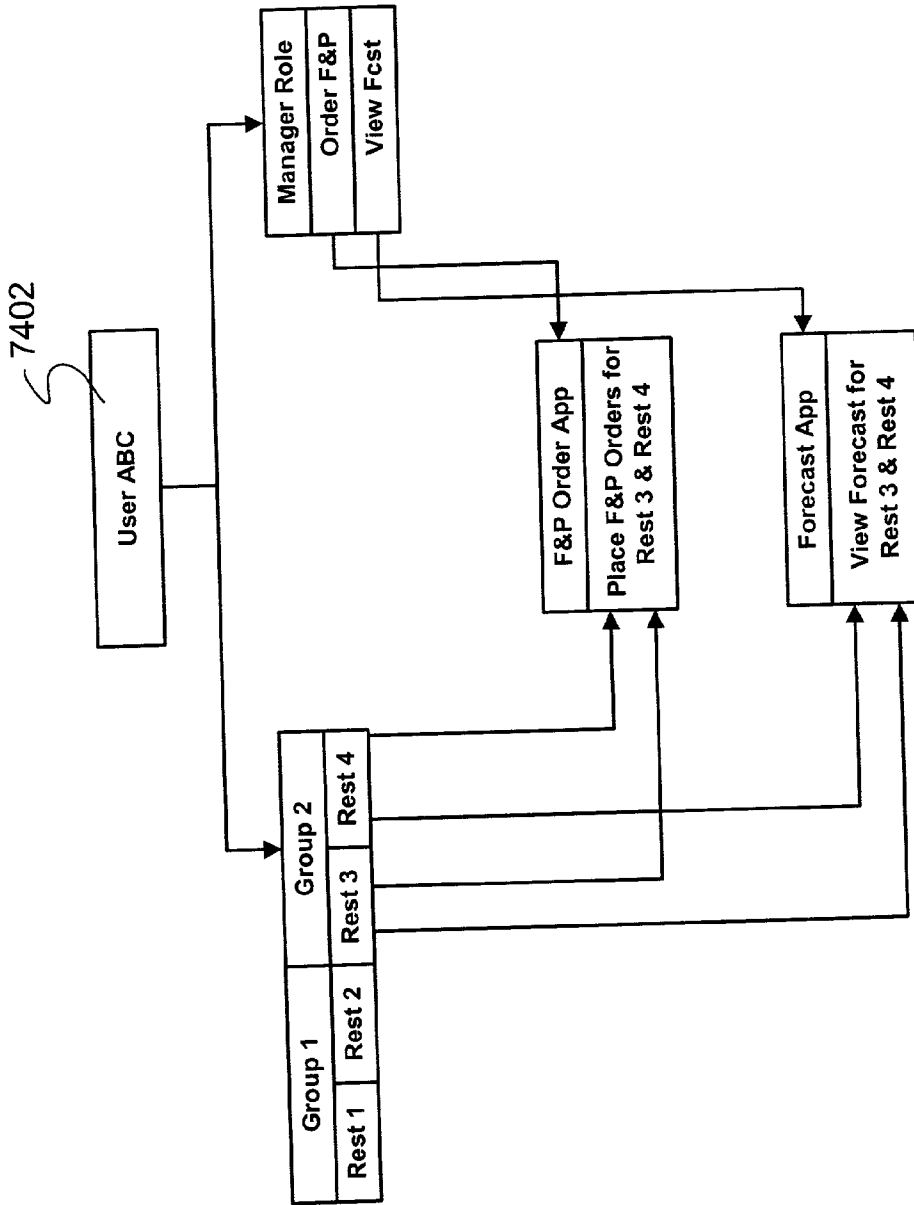 7402
User ABC
Manager Role
Order F&P
View Fcst
Group 1
Group 2
Rest 1
Rest 2
Rest 3
Rest 4
F&P Order App
Place F&P Orders for
Rest 3 & Rest 4
Forecast App
View Forecast for
Rest 3 & Rest 4